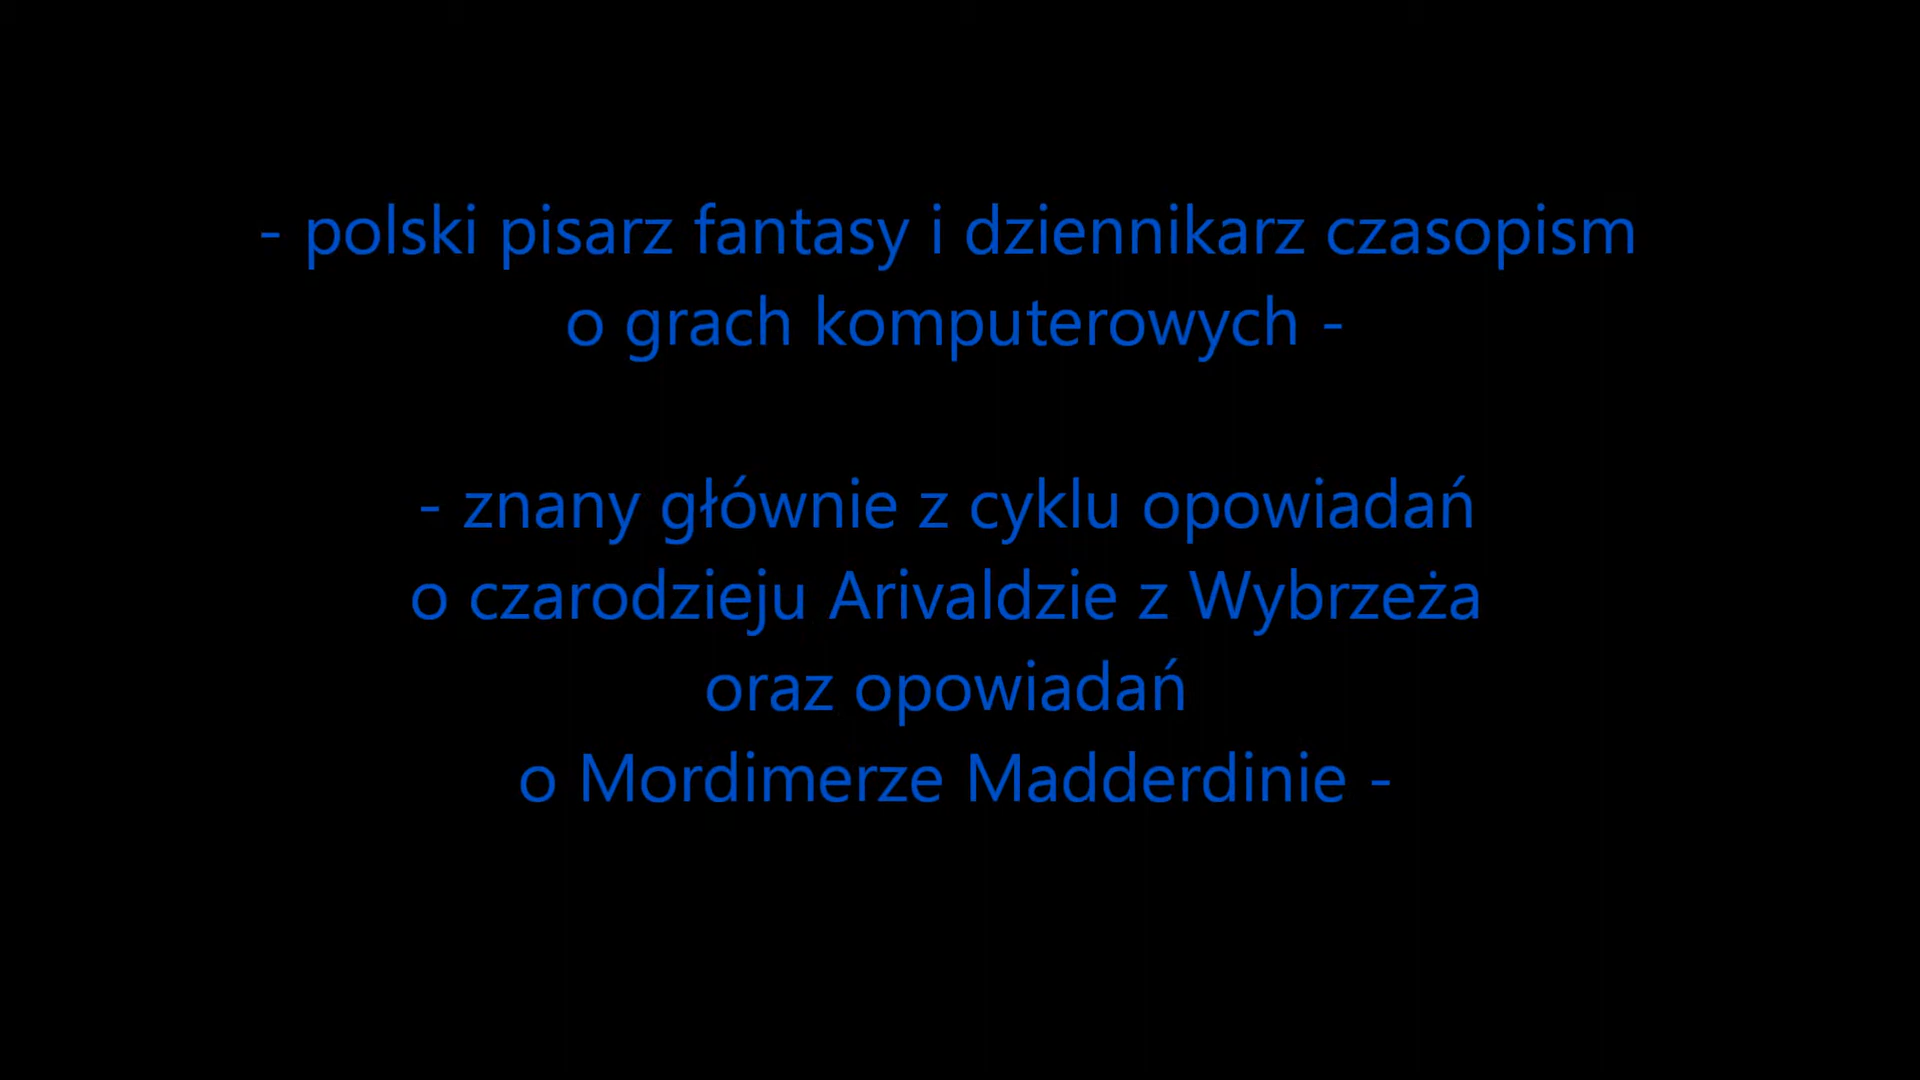 - polski pisarz fantasy i dziennikarz czasopism
o grach komputerowych -
- znany głównie z cyklu opowiadań
o czarodzieju Arivaldzie z Wybrzeża
oraz opowiadań
o Mordimerze Madderdinie -